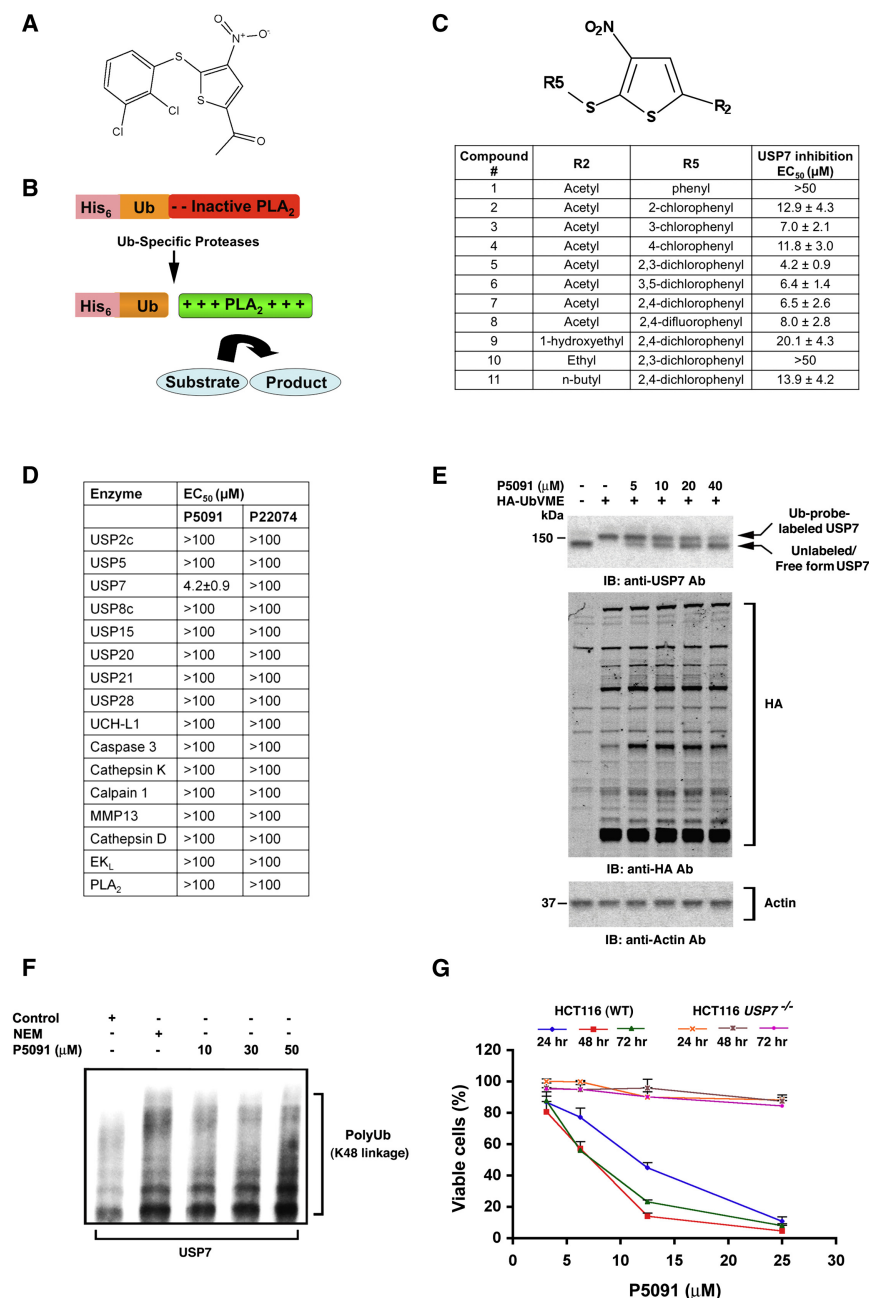 A
O
N⁺
O⁻
S
S
Cl
Cl
O
B
His₆ Ub - - Inactive PLA₂
Ub-Specific Proteases
His₆ Ub + + + PLA₂ + + +
Substrate Product
C
O₂N
R5
S
S
R₂
Compound # R2 R5 USP7 inhibition EC₅₀ (µM)
1 Acetyl phenyl >50
2 Acetyl 2-chlorophenyl 12.9 ± 4.3
3 Acetyl 3-chlorophenyl 7.0 ± 2.1
4 Acetyl 4-chlorophenyl 11.8 ± 3.0
5 Acetyl 2,3-dichlorophenyl 4.2 ± 0.9
6 Acetyl 3,5-dichlorophenyl 6.4 ± 1.4
7 Acetyl 2,4-dichlorophenyl 6.5 ± 2.6
8 Acetyl 2,4-difluorophenyl 8.0 ± 2.8
9 1-hydroxyethyl 2,4-dichlorophenyl 20.1 ± 4.3
10 Ethyl 2,3-dichlorophenyl >50
11 n-butyl 2,4-dichlorophenyl 13.9 ± 4.2
D
Enzyme EC₅₀ (µM)
P5091 P22074
USP2c >100 >100
USP5 >100 >100
USP7 4.2±0.9 >100
USP8c >100 >100
USP15 >100 >100
USP20 >100 >100
USP21 >100 >100
USP28 >100 >100
UCH-L1 >100 >100
Caspase 3 >100 >100
Cathepsin K >100 >100
Calpain 1 >100 >100
MMP13 >100 >100
Cathepsin D >100 >100
EK_L >100 >100
PLA₂ >100 >100
E
P5091 (µM) - - 5 10 20 40
HA-UbVME - + + + + +
kDa
150
Ub-probe-
labeled USP7
Unlabeled/
Free form USP7
IB: anti-USP7 Ab
HA
IB: anti-HA Ab
37
Actin
IB: anti-Actin Ab
F
Control + - - - -
NEM - + - - -
P5091 (µM) - - 10 30 50
PolyUb
(K48 linkage)
USP7
G
HCT116 (WT) HCT116 USP7 -/-
24 hr 48 hr 72 hr 24 hr 48 hr 72 hr
Viable cells (%)
120
100
80
60
40
20
0
0 5 10 15 20 25 30
P5091 (µM)